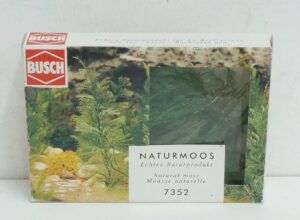 BUSCH
NATURMOOS
Echtes Naturprodukt
Natural moss
Mousse naturelle
7352